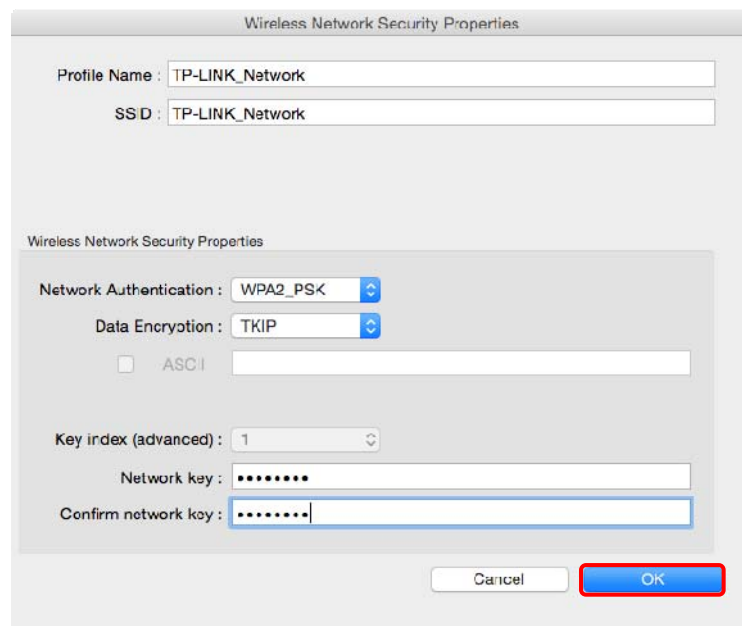 Wireless Network Security Properties
Profile Name : TP-LINK_Network
SSID : TP-LINK_Network
Wireless Network Security Properties
Network Authentication : WPA2_PSK
Data Encryption : TKIP
ASCII
Key index (advanced) : 1
Network key : ••••••••
Confirm network key : ••••••••
Cancel OK